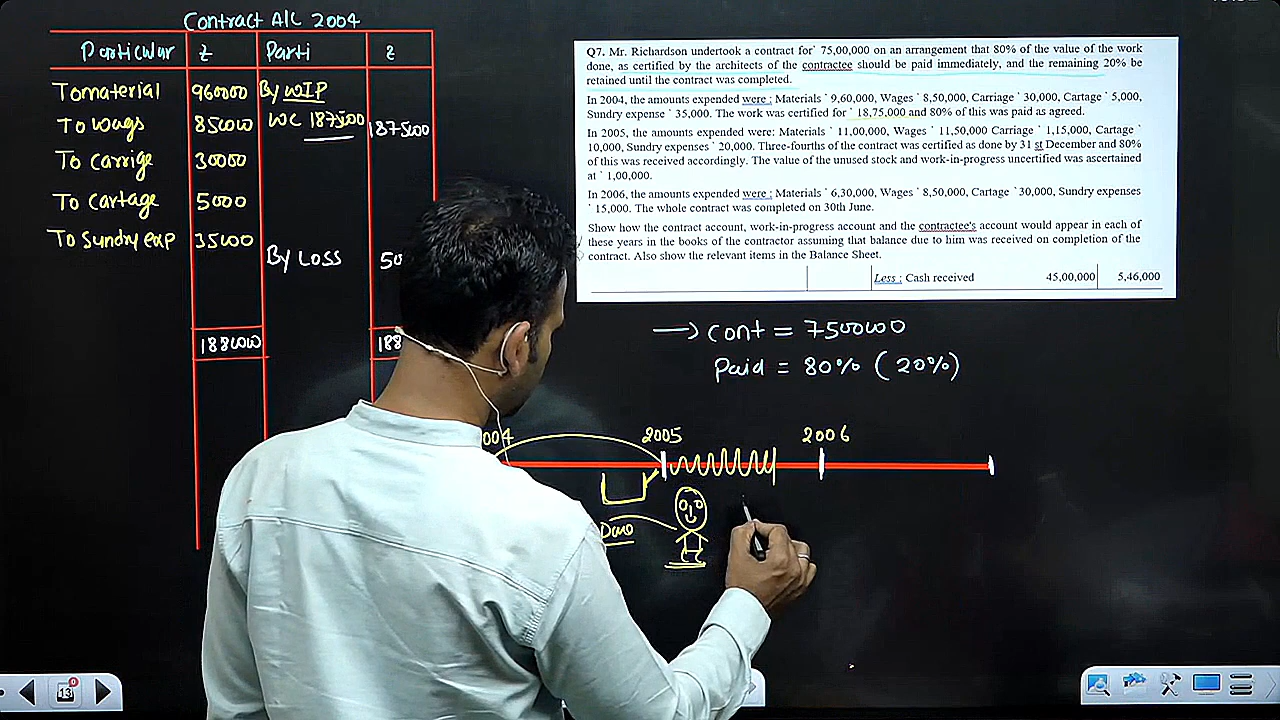 Contract A/C 2004
Particular ₹ Parti ₹
To material 960000 By WIP
To wags 850000 WC 1875000 1875000
To Carrige 30000
To Cartage 5000
To Sundry exp 35000
By Loss 50
1880000 188
Q7. Mr. Richardson undertook a contract for` 75,00,000 on an arrangement that 80% of the value of the work
done, as certified by the architects of the contractee should be paid immediately, and the remaining 20% be
retained until the contract was completed.
In 2004, the amounts expended were : Materials ` 9,60,000, Wages ` 8,50,000, Carriage ` 30,000, Cartage ` 5,000,
Sundry expense ` 35,000. The work was certified for ` 18,75,000 and 80% of this was paid as agreed.
In 2005, the amounts expended were: Materials ` 11,00,000, Wages ` 11,50,000 Carriage ` 1,15,000, Cartage `
10,000, Sundry expenses ` 20,000. Three-fourths of the contract was certified as done by 31 st December and 80%
of this was received accordingly. The value of the unused stock and work-in-progress uncertified was ascertained
at ` 1,00,000.
In 2006, the amounts expended were : Materials ` 6,30,000, Wages ` 8,50,000, Cartage `30,000, Sundry expenses
` 15,000. The whole contract was completed on 30th June.
Show how the contract account, work-in-progress account and the contractee's account would appear in each of
these years in the books of the contractor assuming that balance due to him was received on completion of the
contract. Also show the relevant items in the Balance Sheet.
Less : Cash received 45,00,000 5,46,000
→ Cont = 7500000
Paid = 80% (20%)
004 2005 2006
Dano
13 0